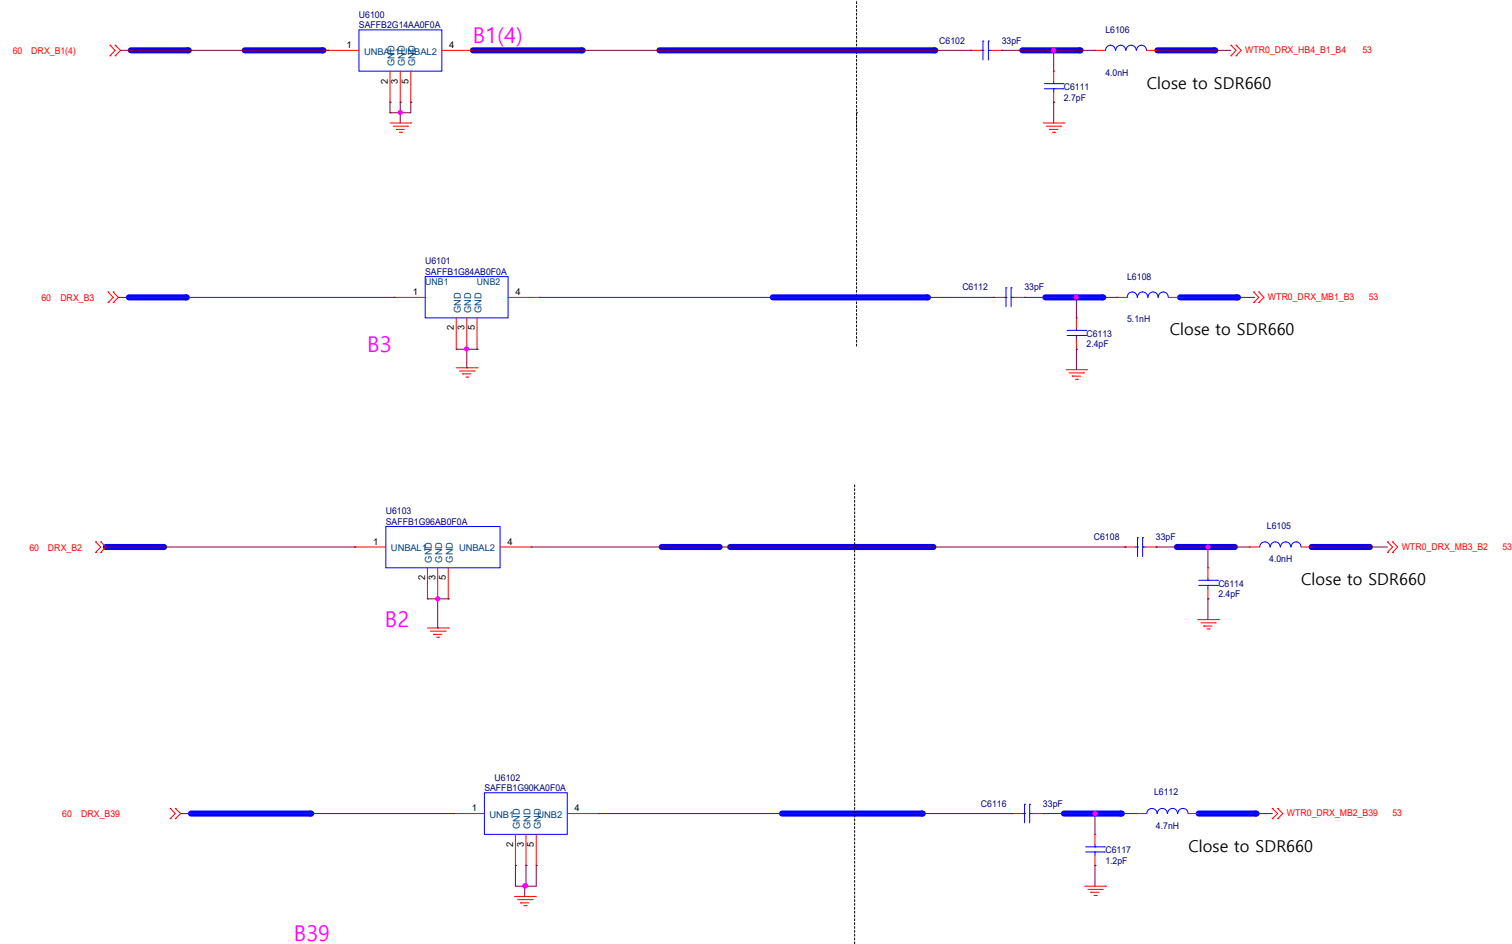 U6100
SAFFB2G14AA0F0A
B1(4)
60 DRX_B1(4)
1 UNBAL1 UNBAL2 4
GND
GND
GND
2
3
5
C6102 33pF
L6106
4.0nH
WTR0_DRX_HB4_B1_B4 53
C6111
2.7pF
Close to SDR660
U6101
SAFFB1G84AB0F0A
UNB1 UNB2
60 DRX_B3
1 4
GND
GND
GND
2
3
5
B3
C6112 33pF
L6108
5.1nH
WTR0_DRX_MB1_B3 53
C6113
2.4pF
Close to SDR660
U6103
SAFFB1G96AB0F0A
60 DRX_B2
1 UNBAL1 UNBAL2 4
GND
GND
GND
2
3
5
B2
C6108 33pF
L6105
4.0nH
WTR0_DRX_MB3_B2 53
C6114
2.4pF
Close to SDR660
U6102
SAFFB1G90KA0F0A
60 DRX_B39
1 UNB1 UNB2 4
GND
GND
GND
2
3
5
B39
C6116 33pF
L6112
4.7nH
WTR0_DRX_MB2_B39 53
C6117
1.2pF
Close to SDR660